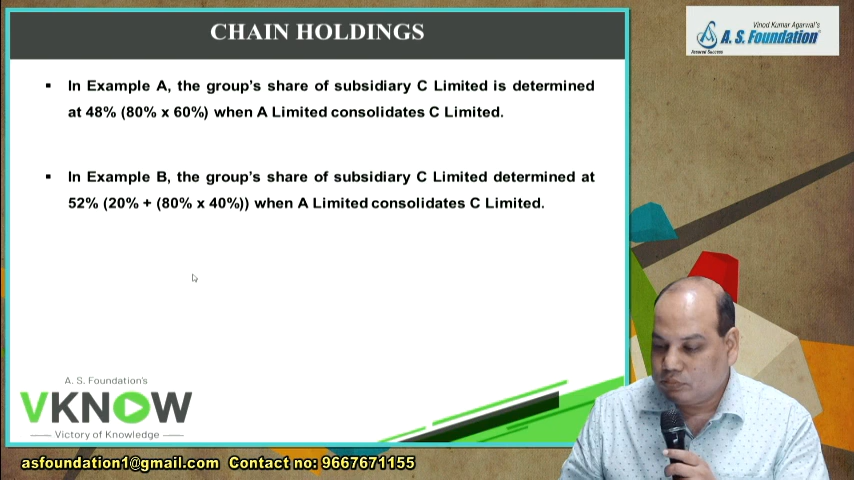 CHAIN HOLDINGS
Vinod Kumar Agarwal's
A. S. Foundation
Assured Success
▪ In Example A, the group's share of subsidiary C Limited is determined
at 48% (80% x 60%) when A Limited consolidates C Limited.
▪ In Example B, the group's share of subsidiary C Limited determined at
52% (20% + (80% x 40%)) when A Limited consolidates C Limited.
A. S. Foundation's
VKNOW
Victory of Knowledge
asfoundation1@gmail.com Contact no: 9667671155